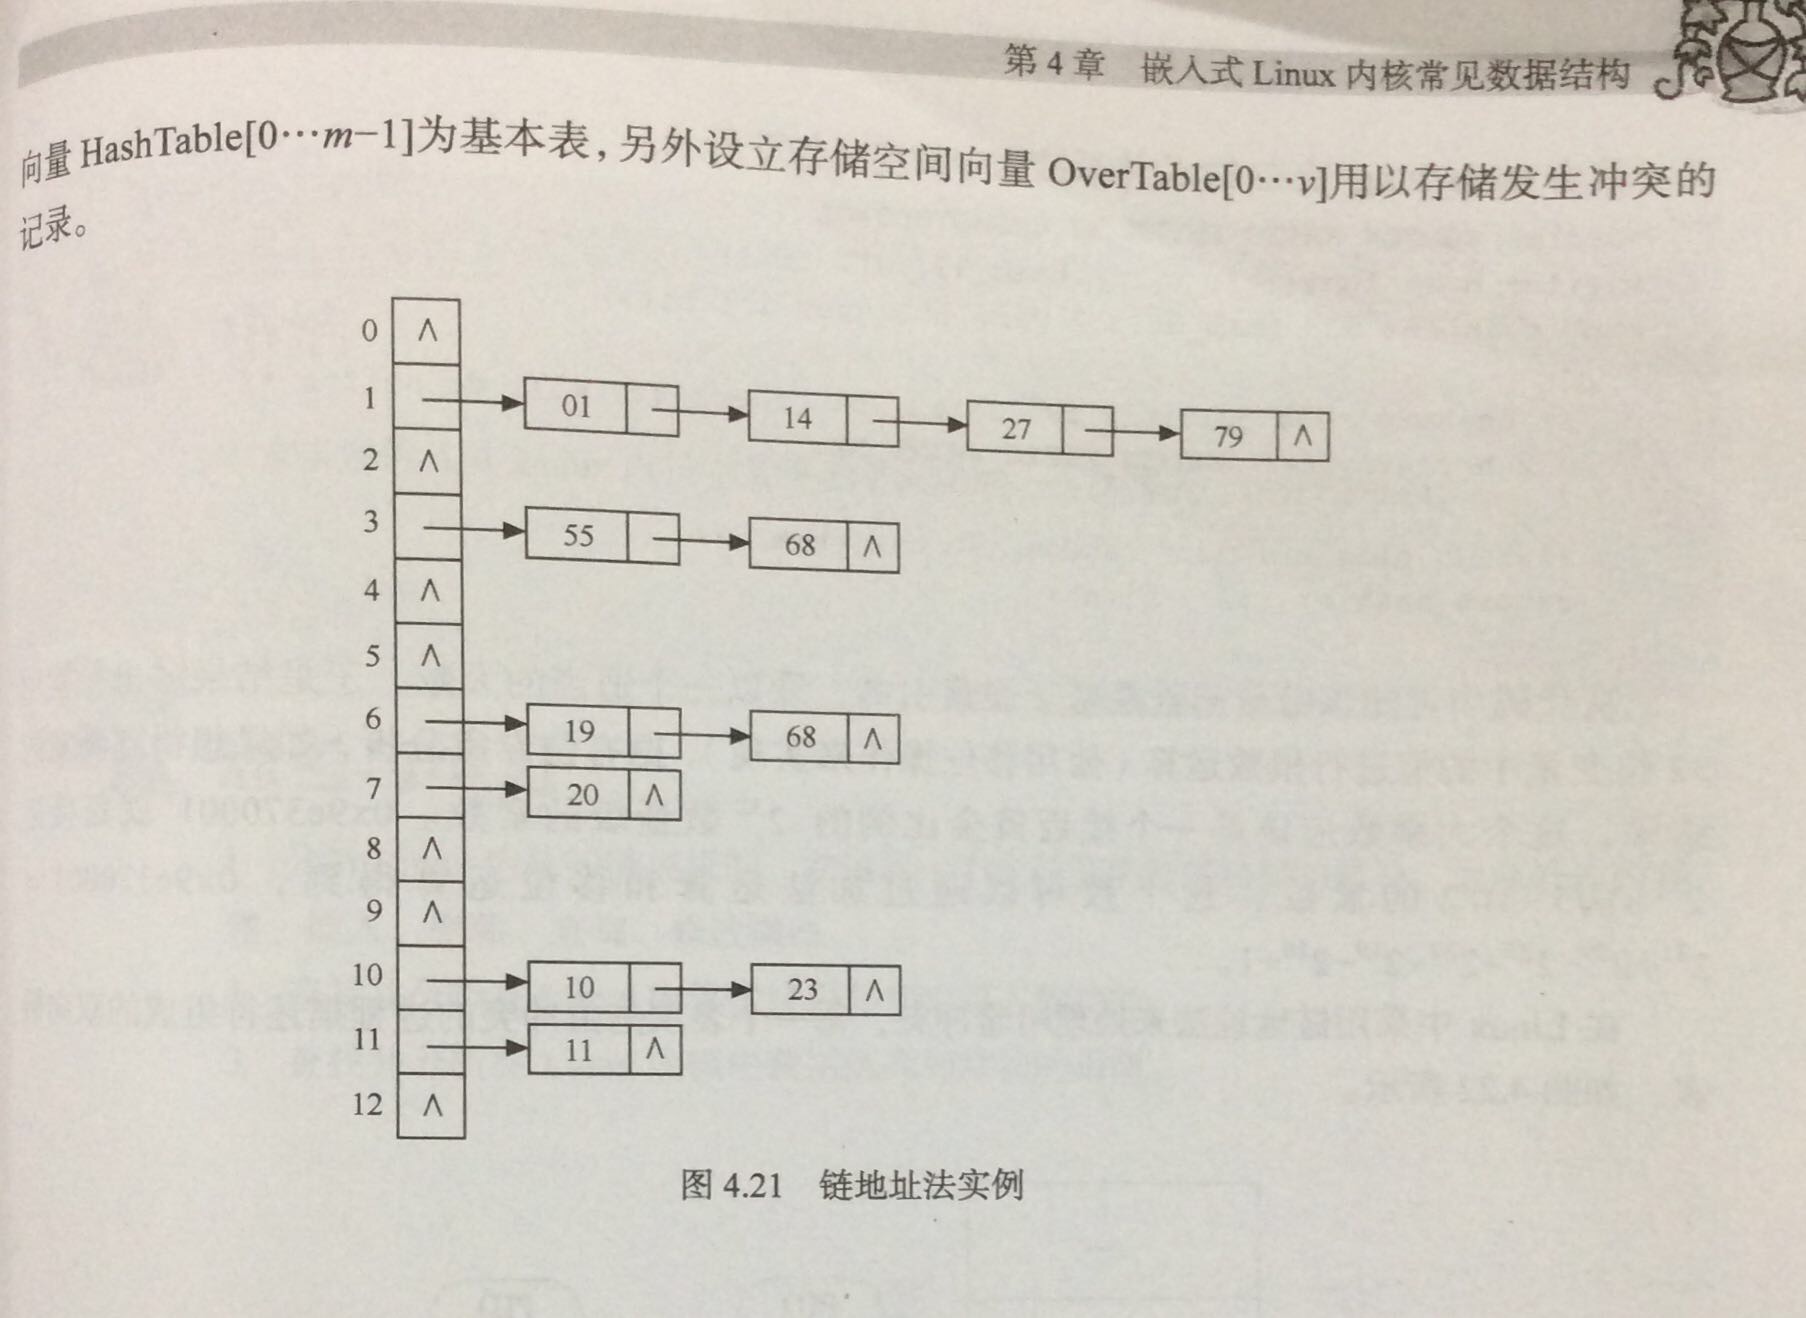 第 4 章 嵌入式 Linux 内核常见数据结构
向量 HashTable[0…m−1]为基本表，另外设立存储空间向量 OverTable[0…v]用以存储发生冲突的
记录。
0 ∧
1 01 14 27 79 ∧
2 ∧
3 55 68 ∧
4 ∧
5 ∧
6 19 68 ∧
7 20 ∧
8 ∧
9 ∧
10 10 23 ∧
11 11 ∧
12 ∧
图 4.21 链地址法实例